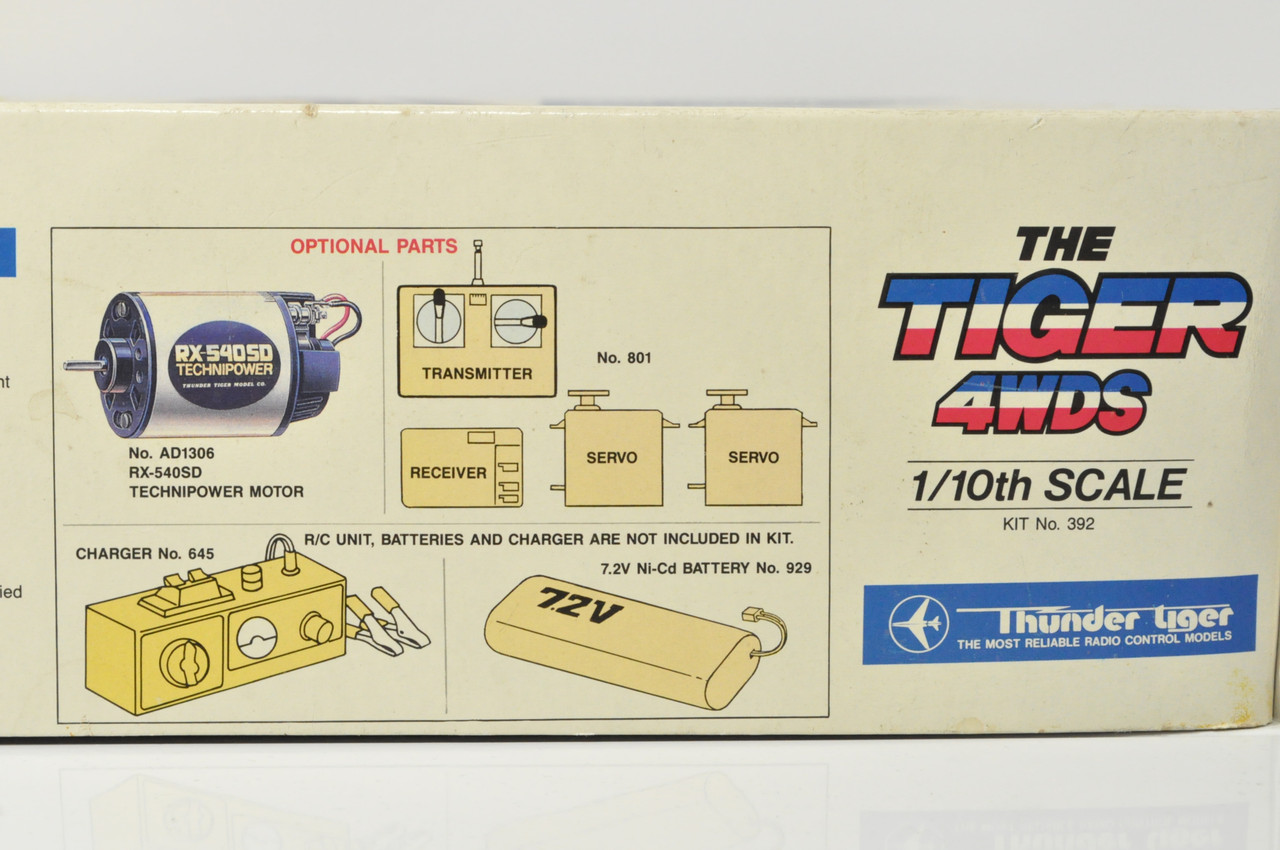 nt
ied
OPTIONAL PARTS
RX-540SD
TECHNIPOWER
THUNDER TIGER MODEL CO.
No. AD1306
RX-540SD
TECHNIPOWER MOTOR
TRANSMITTER
No. 801
RECEIVER
SERVO
SERVO
R/C UNIT, BATTERIES AND CHARGER ARE NOT INCLUDED IN KIT.
CHARGER No. 645
7.2V Ni-Cd BATTERY No. 929
7.2V
THE
TIGER
4WDS
1/10th SCALE
KIT No. 392
Thunder tiger
THE MOST RELIABLE RADIO CONTROL MODELS